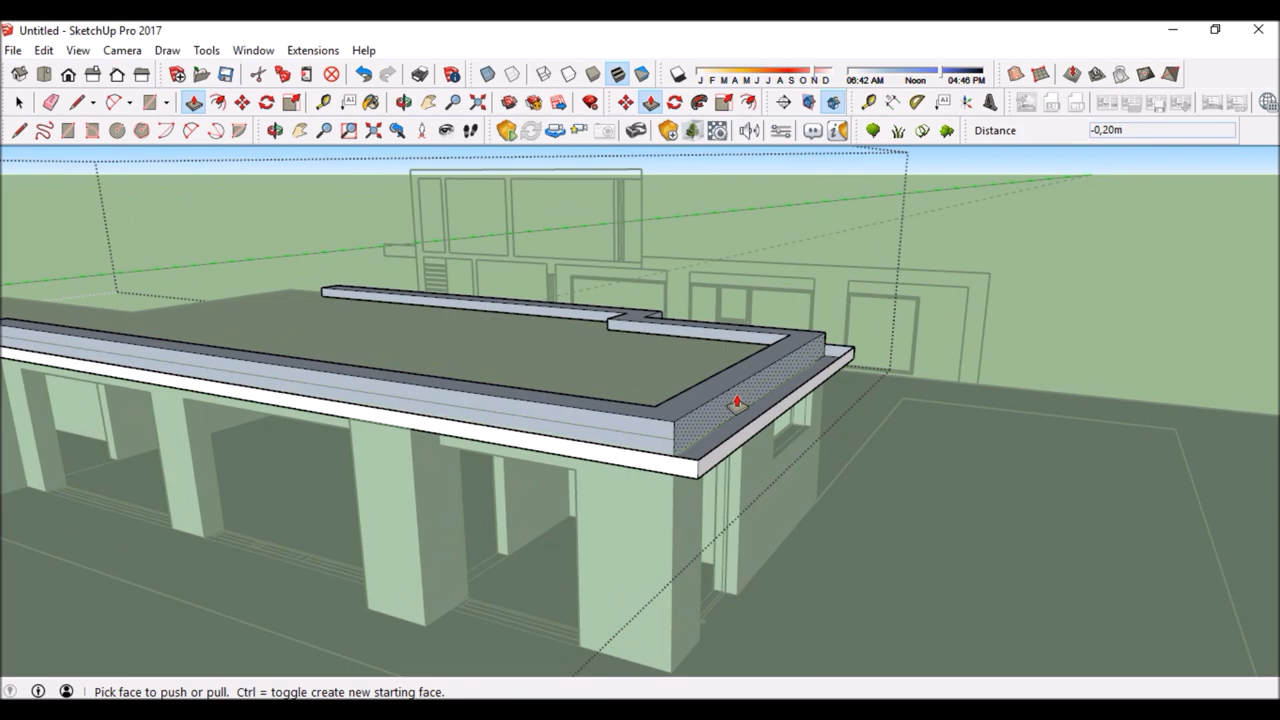 Untitled - SketchUp Pro 2017
File Edit View Camera Draw Tools Window Extensions Help
J F M A M J J A S O N D 06:42 AM Noon 04:46 PM
Distance -0,20m
Pick face to push or pull. Ctrl = toggle create new starting face.